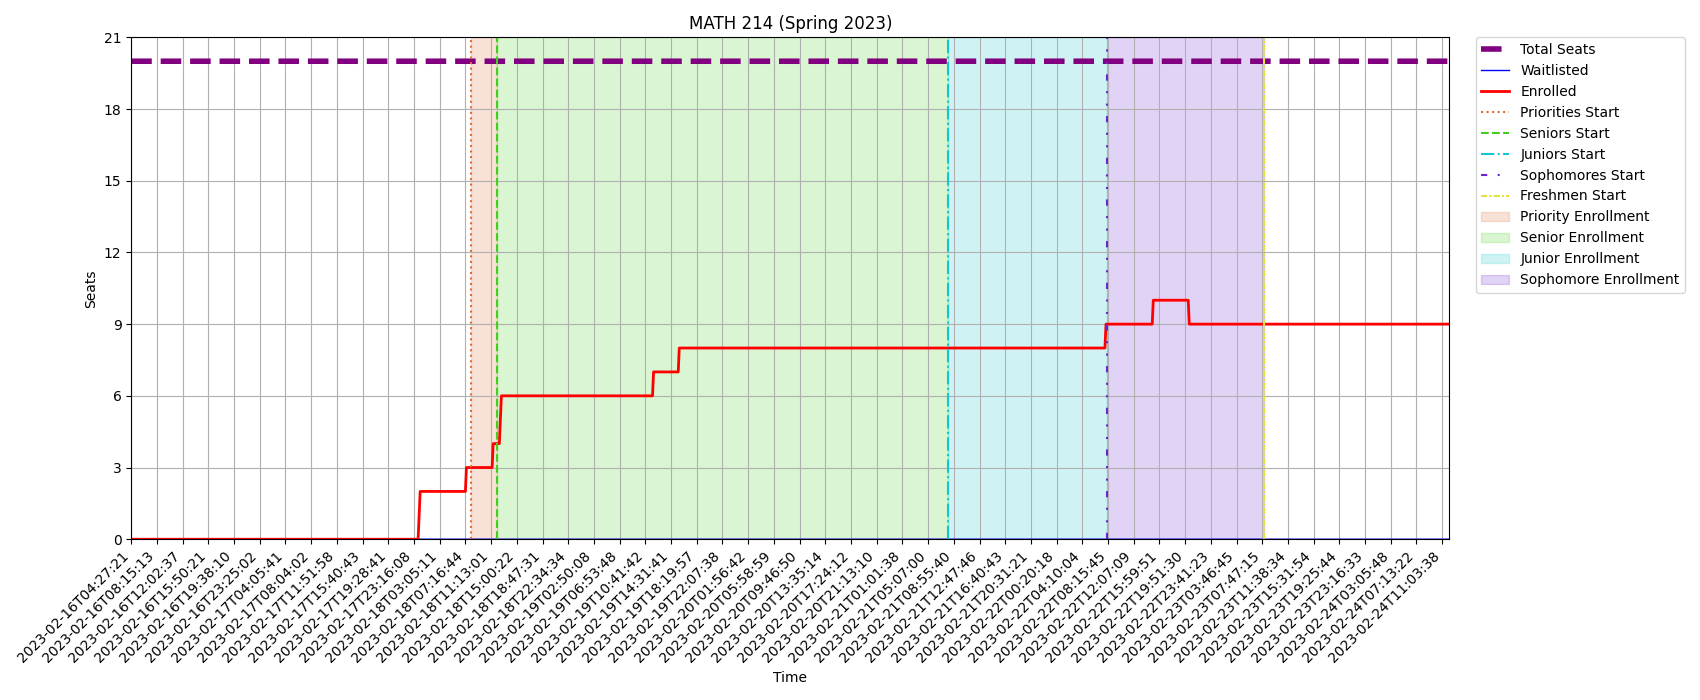 MATH 214 (Spring 2023)
21
18
15
12
9
6
3
0
Seats
2023-02-16T04:27:21
2023-02-16T08:15:13
2023-02-16T12:02:37
2023-02-16T15:50:21
2023-02-16T19:38:10
2023-02-16T23:25:02
2023-02-17T04:05:41
2023-02-17T08:04:02
2023-02-17T11:51:58
2023-02-17T15:40:43
2023-02-17T19:28:41
2023-02-17T23:16:08
2023-02-18T03:05:11
2023-02-18T07:16:44
2023-02-18T11:13:01
2023-02-18T15:00:22
2023-02-18T18:47:31
2023-02-18T22:34:34
2023-02-19T02:50:08
2023-02-19T06:53:48
2023-02-19T10:41:42
2023-02-19T14:31:41
2023-02-19T18:19:57
2023-02-19T22:07:38
2023-02-20T01:56:42
2023-02-20T05:58:59
2023-02-20T09:46:50
2023-02-20T13:35:14
2023-02-20T17:24:12
2023-02-20T21:13:10
2023-02-21T01:01:38
2023-02-21T05:07:00
2023-02-21T08:55:40
2023-02-21T12:47:46
2023-02-21T16:40:43
2023-02-21T20:31:21
2023-02-22T00:20:18
2023-02-22T04:10:04
2023-02-22T08:15:45
2023-02-22T12:07:09
2023-02-22T15:59:51
2023-02-22T19:51:30
2023-02-22T23:41:23
2023-02-23T03:46:45
2023-02-23T07:47:15
2023-02-23T11:38:34
2023-02-23T15:31:54
2023-02-23T19:25:44
2023-02-23T23:16:33
2023-02-24T03:05:48
2023-02-24T07:13:22
2023-02-24T11:03:38
Time
Total Seats
Waitlisted
Enrolled
Priorities Start
Seniors Start
Juniors Start
Sophomores Start
Freshmen Start
Priority Enrollment
Senior Enrollment
Junior Enrollment
Sophomore Enrollment